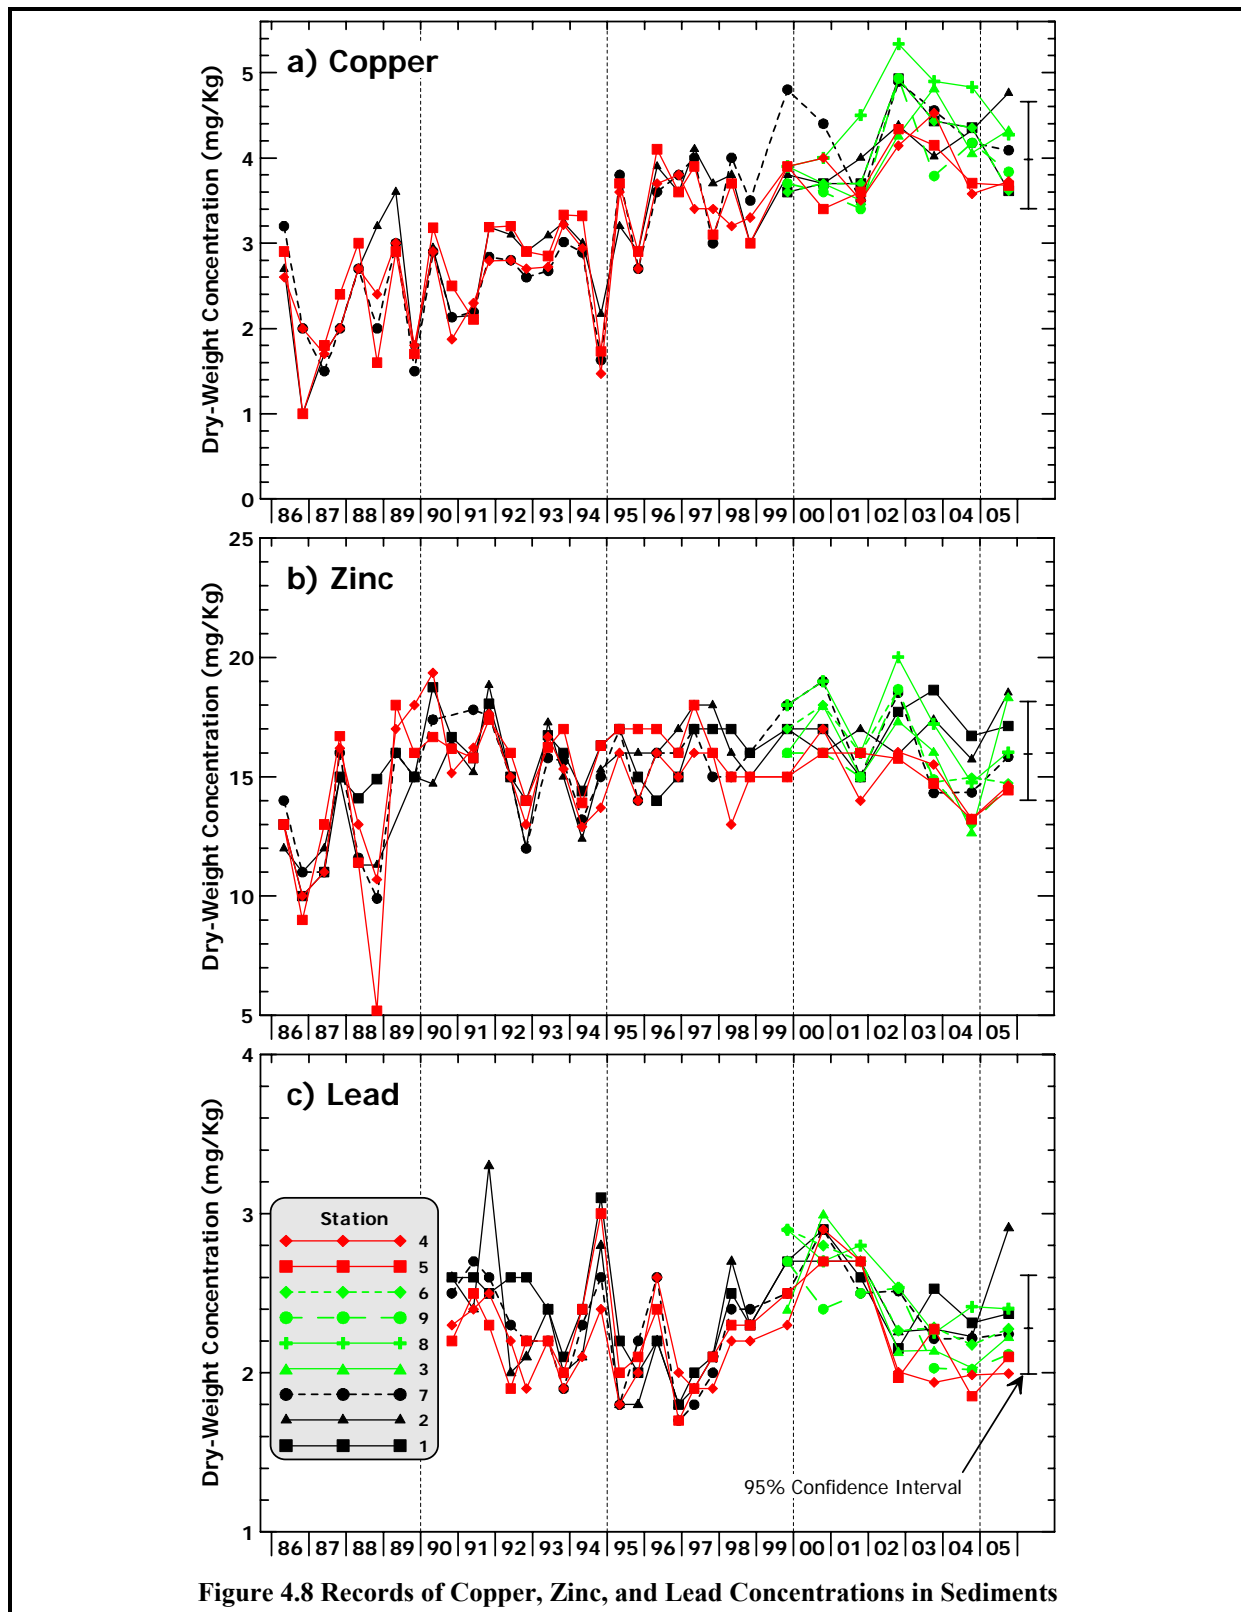 a) Copper
Dry-Weight Concentration (mg/Kg)
5
4
3
2
1
0
86 87 88 89 90 91 92 93 94 95 96 97 98 99 00 01 02 03 04 05
b) Zinc
Dry-Weight Concentration (mg/Kg)
25
20
15
10
5
86 87 88 89 90 91 92 93 94 95 96 97 98 99 00 01 02 03 04 05
c) Lead
Dry-Weight Concentration (mg/Kg)
4
3
2
1
Station
4
5
6
9
8
3
7
2
1
95% Confidence Interval
86 87 88 89 90 91 92 93 94 95 96 97 98 99 00 01 02 03 04 05
Figure 4.8 Records of Copper, Zinc, and Lead Concentrations in Sediments